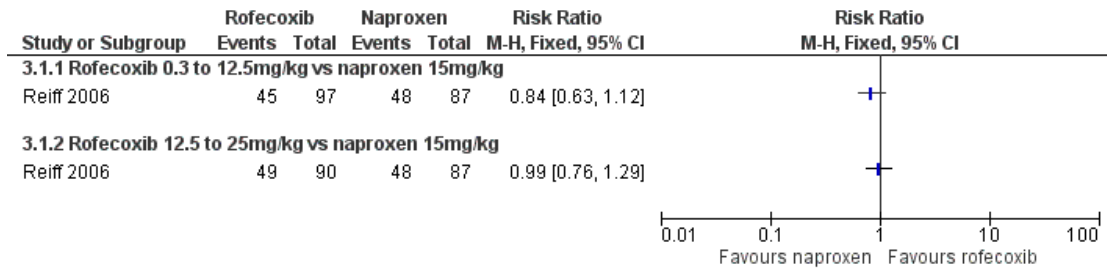 Rofecoxib Naproxen Risk Ratio Risk Ratio
Study or Subgroup Events Total Events Total M-H, Fixed, 95% CI M-H, Fixed, 95% CI
3.1.1 Rofecoxib 0.3 to 12.5mg/kg vs naproxen 15mg/kg
Reiff 2006 45 97 48 87 0.84 [0.63, 1.12]
3.1.2 Rofecoxib 12.5 to 25mg/kg vs naproxen 15mg/kg
Reiff 2006 49 90 48 87 0.99 [0.76, 1.29]
0.01 0.1 1 10 100
Favours naproxen Favours rofecoxib